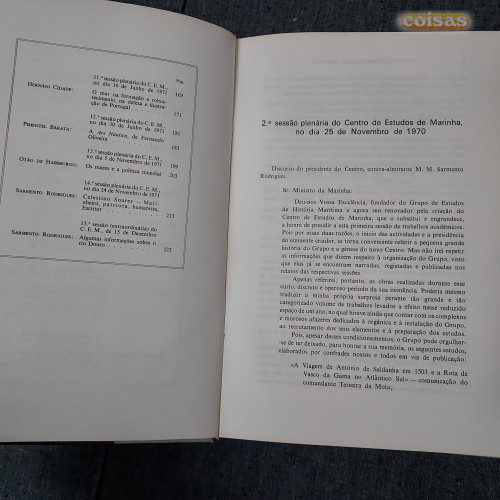 coisas
Pág.
11.ª sessão plenária do C. E. M.,
no dia 16 de Junho de 1971 169
HERNÂNI CIDADE:
O mar na formação e robus-
tecimento, na defesa e ilustra-
ção de Portugal 171
12.ª sessão plenária do C. E. M.,
no dia 30 de Junho de 1971 181
PIMENTEL BARATA:
A Ars Nautica, de Fernando
Oliveira 183
13.ª sessão plenária do C. E. M.,
no dia 5 de Novembro de 1971 199
OTÃO DE HABSBURGO:
Os mares e a política mundial 203
14.ª sessão plenária do C. E. M.,
no dia 24 de Novembro de 1971
SARMENTO RODRIGUES:
Celestino Soares — Mari-
nheiro, patriota, humanista,
Escritor 213
15.ª sessão (extraordinária) do
C. E. M., de 15 de Dezembro
SARMENTO RODRIGUES:
Algumas informações sobre o
rio Douro 225
2.ª sessão plenária do Centro de Estudos de Marinha,
no dia 25 de Novembro de 1970
Discurso do presidente do Centro, contra-almirante M. M. Sarmento
Rodrigues.
Sr. Ministro da Marinha:
Deu-nos Vossa Excelência, fundador do Grupo de Estudos
de História Marítima e agora seu renovador pela criação do
Centro de Estudos de Marinha, que o substitui e engrandece,
a honra de presidir a esta primeira sessão de trabalhos académicos.
Pois por essas duas razões, o início das actividades e a presidência
do eminente criador, se torna conveniente referir a pequena grande
história do Grupo e a génese do novo Centro. Mas não irei repetir
as informações que dizem respeito à organização do Grupo, visto
que elas já se encontram narradas, registadas e publicadas nos
relatos das respectivas sessões.
Apenas referirei, portanto, as obras realizadas durante esse
curto, discreto e operoso período da sua existência. Poderia mesmo
traduzir a minha própria surpresa perante tão grande e tão
categorizado volume de trabalhos levados a efeito nesse reduzido
espaço de um ano, no qual houve ainda que contar com os complexos
e morosos afazeres dedicados à orgânica e à instalação do Grupo,
ao recrutamento dos seus elementos e à preparação dos estudos.
Pois, apesar desses condicionamentos, o Grupo pode orgulhar-
-se de ter deixado, para honrar a sua memória, os seguintes estudos,
elaborados por confrades nossos e todos em vias de publicação:
«A Viagem de António de Saldanha em 1503 e a Rota de
Vasco da Gama no Atlântico Sul» — comunicação do
comandante Teixeira da Mota;